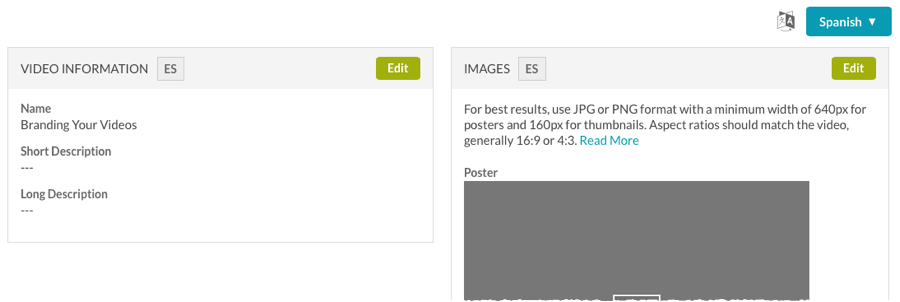 Spanish ▼
VIDEO INFORMATION ES Edit
Name
Branding Your Videos
Short Description
---
Long Description
---
IMAGES ES Edit
For best results, use JPG or PNG format with a minimum width of 640px for
posters and 160px for thumbnails. Aspect ratios should match the video,
generally 16:9 or 4:3. Read More
Poster